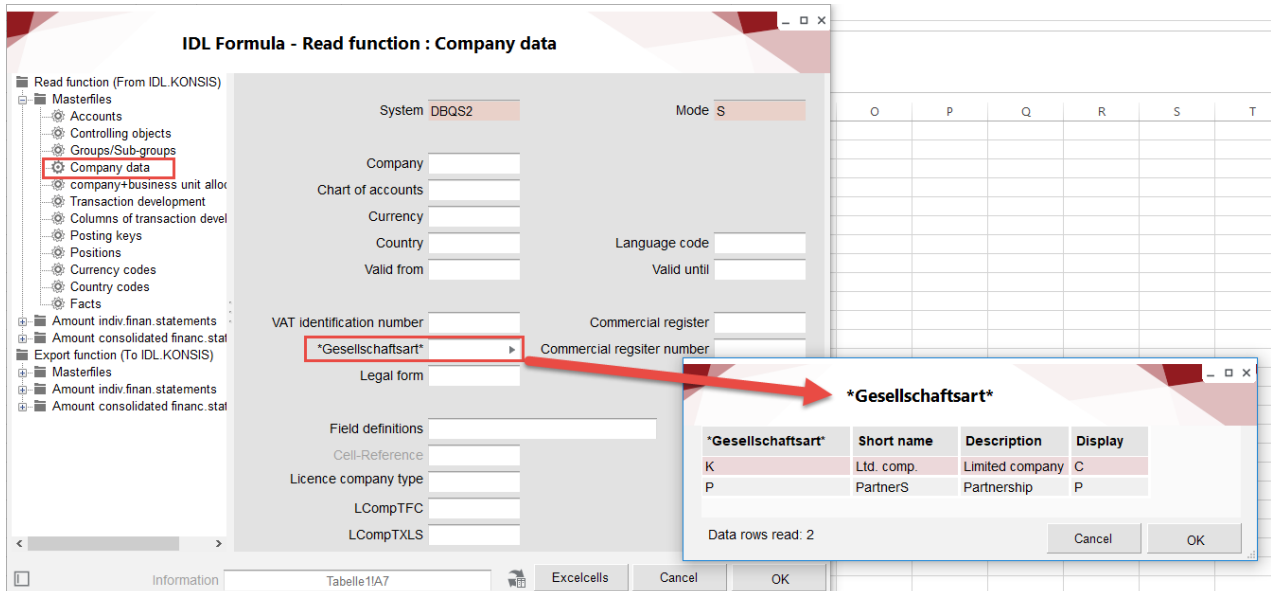 IDL Formula - Read function : Company data
Read function (From IDL.KONSIS)
Masterfiles
Accounts
Controlling objects
Groups/Sub-groups
Company data
company+business unit alloc
Transaction development
Columns of transaction devel
Posting keys
Positions
Currency codes
Country codes
Facts
Amount indiv.finan.statements
Amount consolidated financ.stat
Export function (To IDL.KONSIS)
Masterfiles
Amount indiv.finan.statements
Amount consolidated financ.stat
System DBQS2 Mode S
Company
Chart of accounts
Currency
Country Language code
Valid from Valid until
VAT identification number Commercial register
*Gesellschaftsart* Commercial regsiter number
Legal form
Field definitions
Cell-Reference
Licence company type
LCompTFC
LCompTXLS
Information Tabelle1!A7 Excelcells Cancel OK
O P Q R S T
*Gesellschaftsart*
*Gesellschaftsart* Short name Description Display
K Ltd. comp. Limited company C
P PartnerS Partnership P
Data rows read: 2 Cancel OK